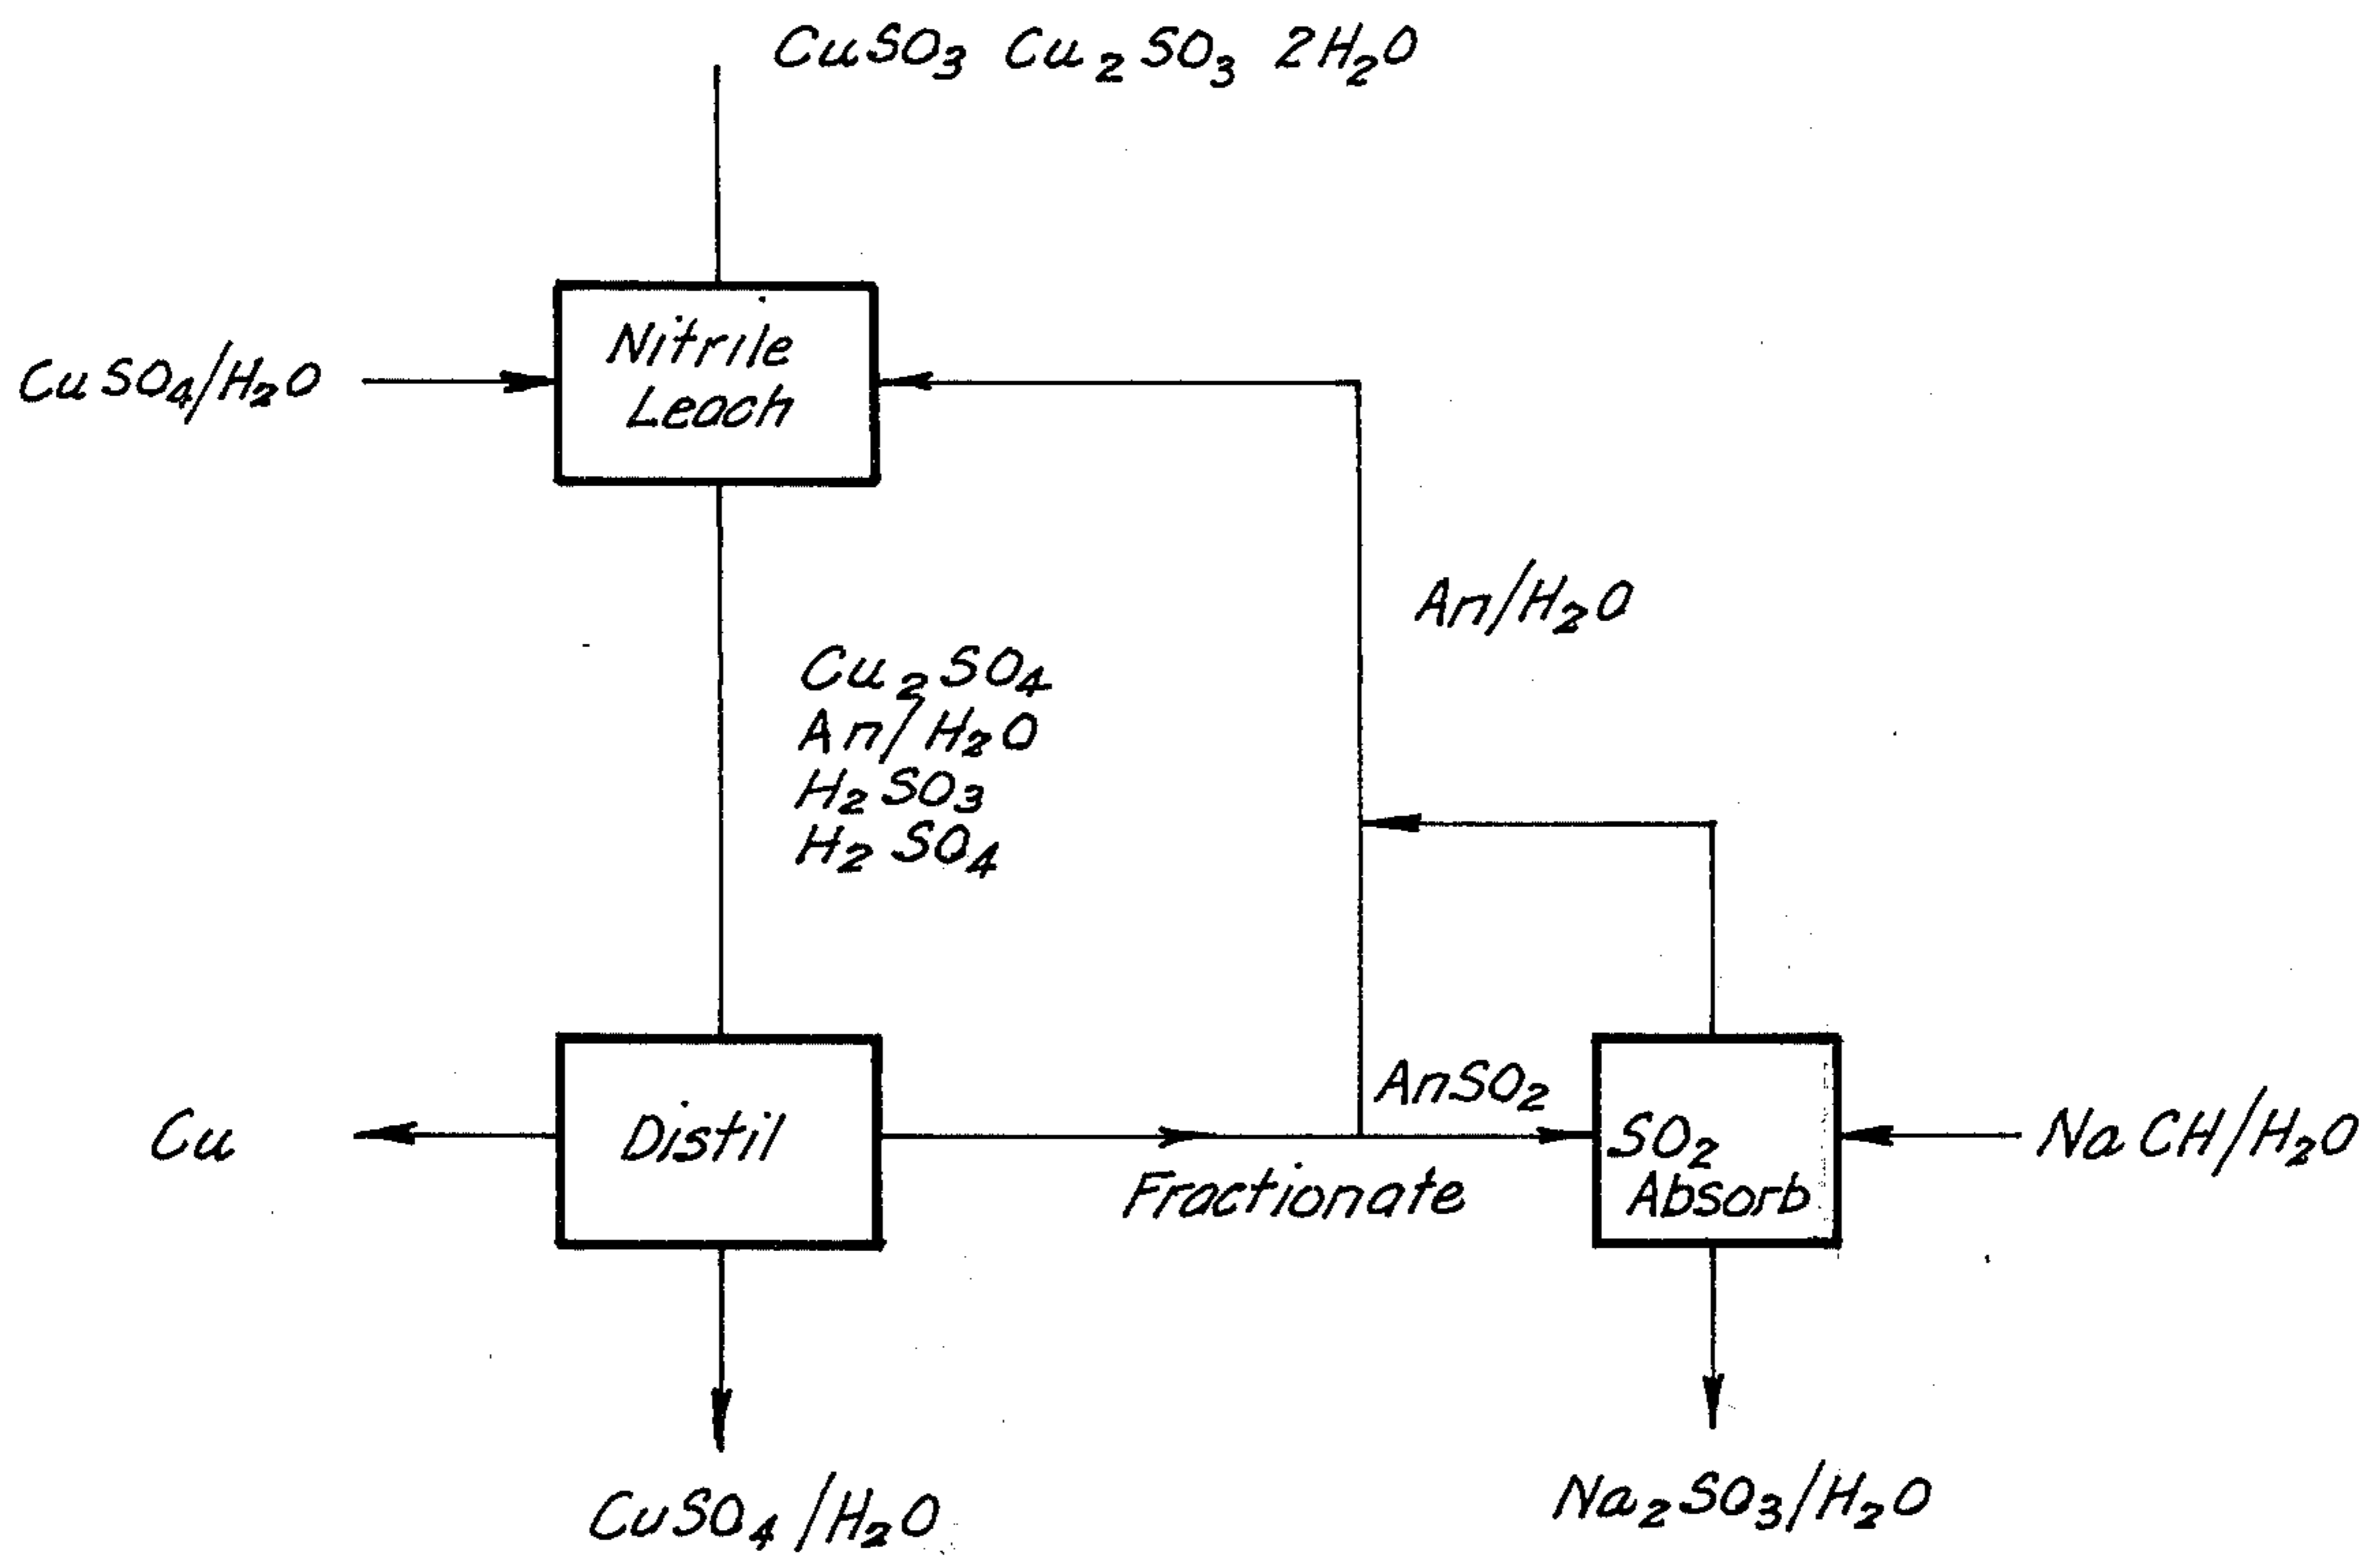 CuSO₃ Cu₂SO₃ 2H₂O
Nitrile
Leach
CuSO₄/H₂O
An/H₂O
Cu₂SO₄
An/H₂O
H₂SO₃
H₂SO₄
AnSO₂
Cu
Distil
SO₂
Absorb
NaCH/H₂O
Fractionate
CuSO₄/H₂O
Na₂SO₃/H₂O